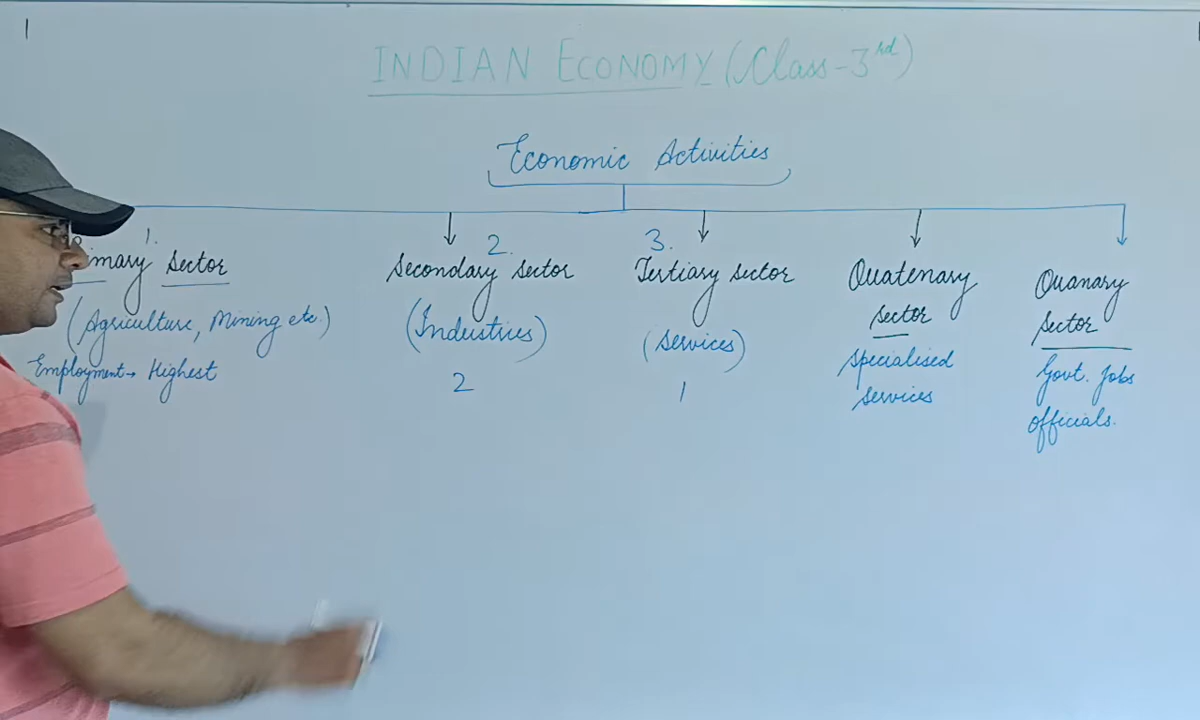 INDIAN ECONOMY (Class-3rd)
Economic Activities
1.
imary Sector
(Agriculture, Mining etc.)
Employment → Highest
2.
Secondary Sector
(Industries)
2
3.
Tertiary Sector
(Services)
1
Quatenary
Sector
Specialised
Services
Quanary
Sector
Govt. Jobs
officials.